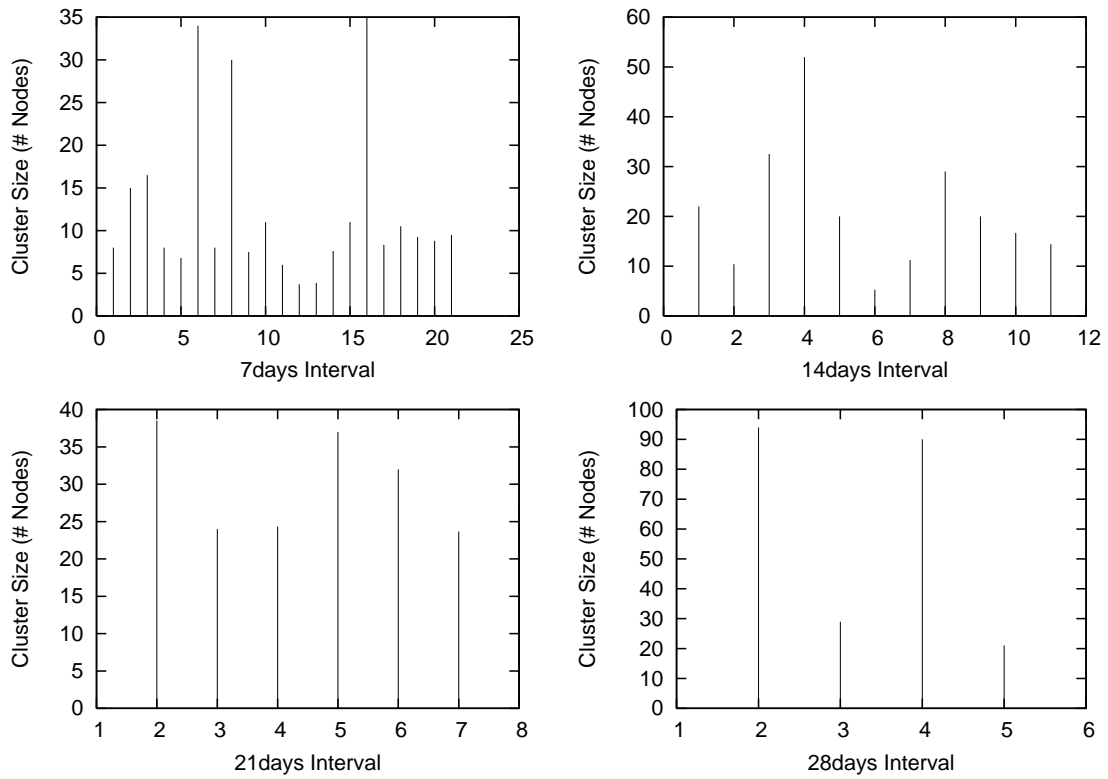 Cluster Size (# Nodes)
35
30
25
20
15
10
5
0
0 5 10 15 20 25
7days Interval
Cluster Size (# Nodes)
60
50
40
30
20
10
0
0 2 4 6 8 10 12
14days Interval
Cluster Size (# Nodes)
40
35
30
25
20
15
10
5
0
1 2 3 4 5 6 7 8
21days Interval
Cluster Size (# Nodes)
100
90
80
70
60
50
40
30
20
10
0
1 2 3 4 5 6
28days Interval